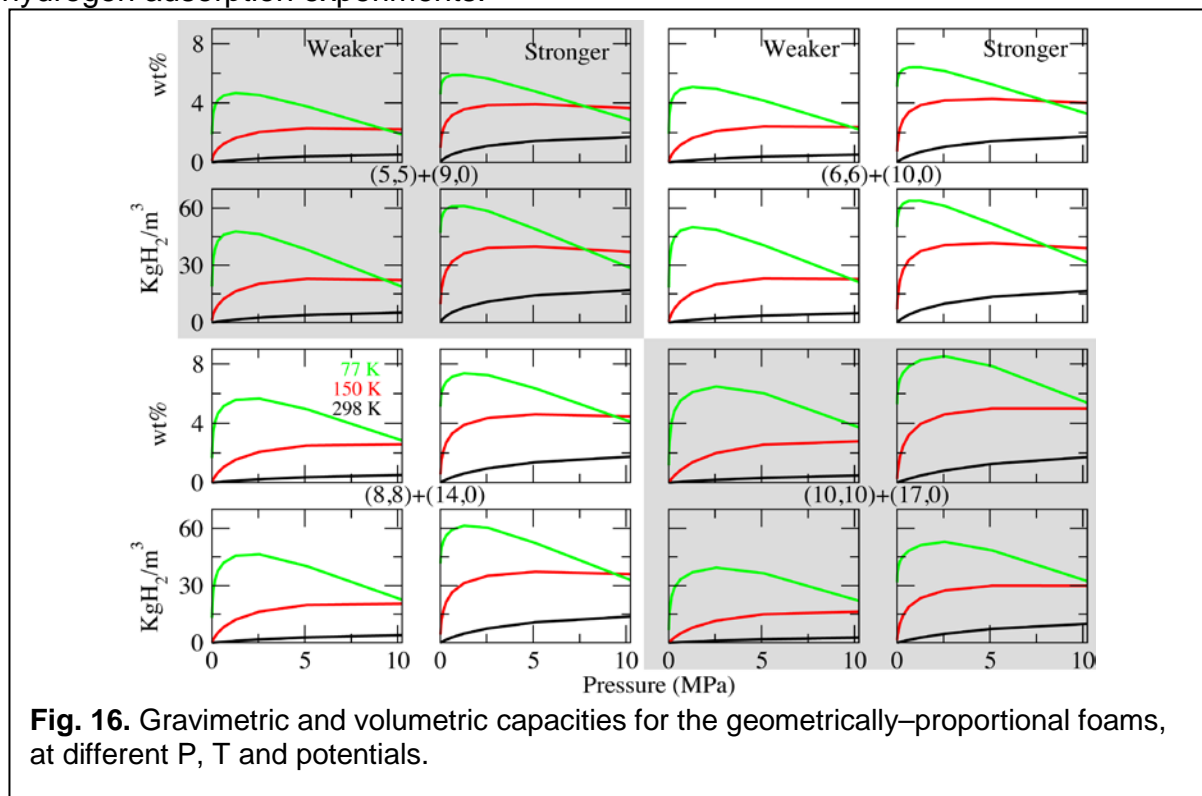 hydrogen adsorption experiments.
Weaker Stronger Weaker Stronger
8
wt%
4
0
(5,5)+(9,0) (6,6)+(10,0)
60
KgH2/m3
30
0
8
77 K
150 K
298 K
wt%
4
0
(8,8)+(14,0) (10,10)+(17,0)
60
KgH2/m3
30
0
0 5 10 0 5 10 0 5 10 0 5 10
Pressure (MPa)
Fig. 16. Gravimetric and volumetric capacities for the geometrically–proportional foams,
at different P, T and potentials.